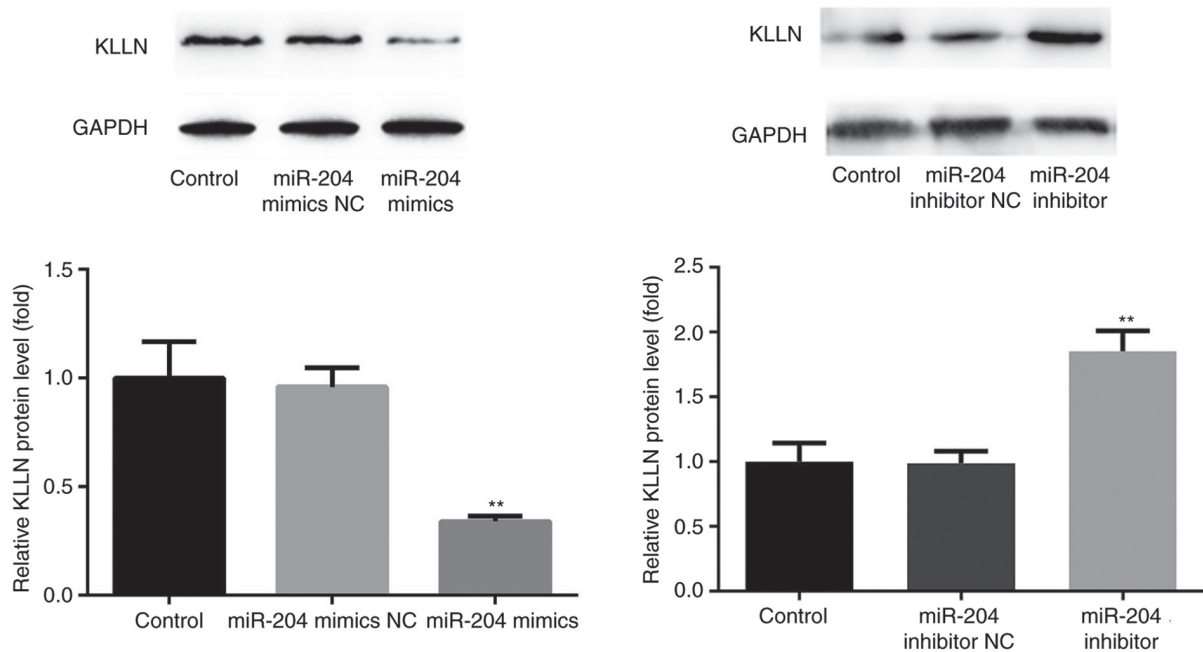 KLLN
GAPDH
Control
miR-204
mimics NC
miR-204
mimics
KLLN
GAPDH
Control
miR-204
inhibitor NC
miR-204
inhibitor
Relative KLLN protein level (fold)
1.5
1.0
0.5
0.0
**
Control
miR-204 mimics NC
miR-204 mimics
Relative KLLN protein level (fold)
2.5
2.0
1.5
1.0
0.5
0.0
**
Control
miR-204
inhibitor NC
miR-204
inhibitor